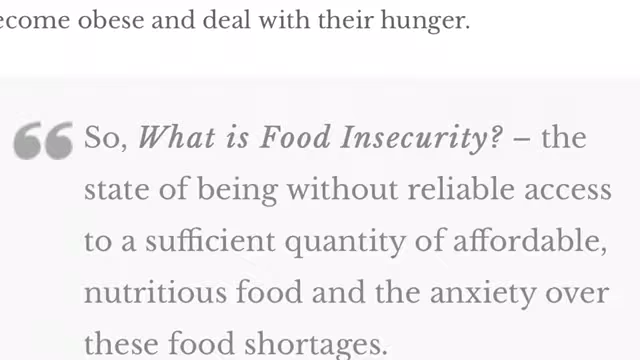 ecome obese and deal with their hunger.
“ So, What is Food Insecurity? – the
state of being without reliable access
to a sufficient quantity of affordable,
nutritious food and the anxiety over
these food shortages.